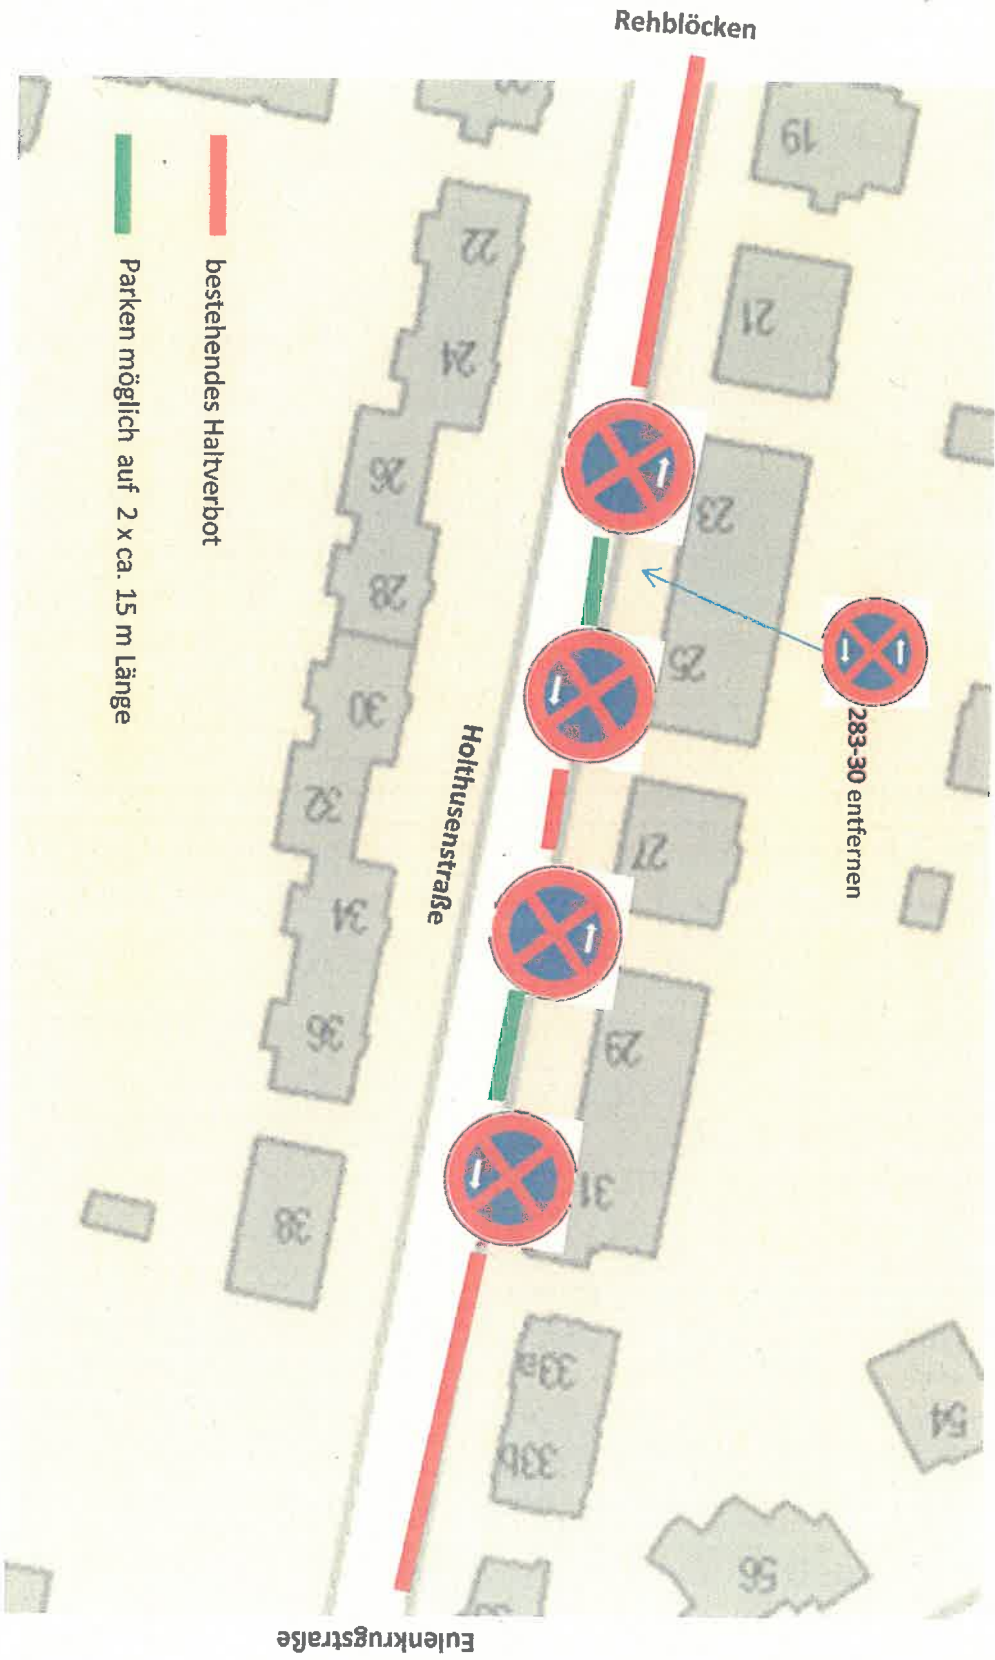 Rehblöcken
19
21
23
25
283-30 entfernen
27
29
31
33a
33b
54
56
22
24
26
28
30
32
34
36
38
Holthusenstraße
bestehendes Haltverbot
Parken möglich auf 2 x ca. 15 m Länge
Eulenkrugstraße